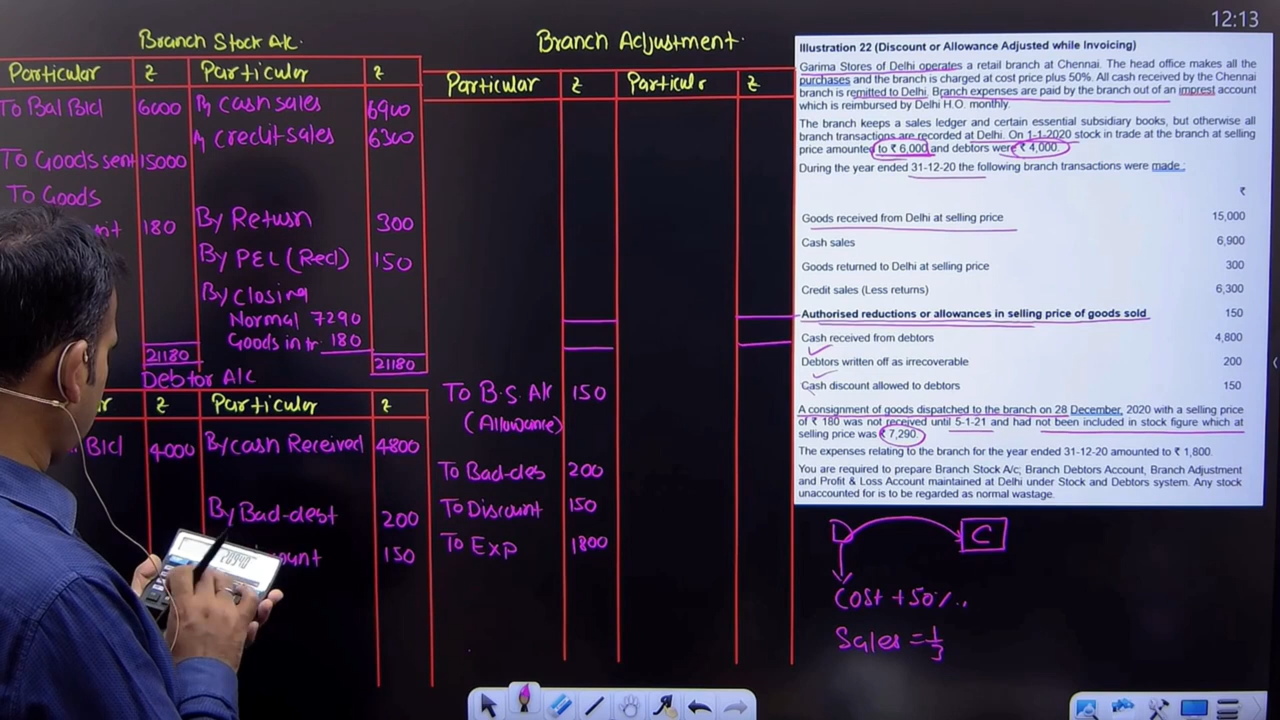 12:13
Branch Stock A/c.
Particular ₹ Particular ₹
To Bal B/cl 6000 By cash sales 6900
By Credit sales 6300
To Goods sent 15000
To Goods
180 By Return 300
By PEL (Red) 150
By Closing
Normal 7290
Goods in tr. 180
21180 21180
Debtor A/c
₹ Particular ₹
B/cl 4000 By cash Received 4800
By Bad-debt 200
150
Branch Adjustment.
Particular ₹ Particulr ₹
To B.S. A/c 150
(Allowance)
To Bad-des 200
To Discount 150
To Exp 1800
Illustration 22 (Discount or Allowance Adjusted while Invoicing)
Garima Stores of Delhi operates a retail branch at Chennai. The head office makes all the
purchases and the branch is charged at cost price plus 50%. All cash received by the Chennai
branch is remitted to Delhi. Branch expenses are paid by the branch out of an imprest account
which is reimbursed by Delhi H.O. monthly.
The branch keeps a sales ledger and certain essential subsidiary books, but otherwise all
branch transactions are recorded at Delhi. On 1-1-2020 stock in trade at the branch at selling
price amounted to ₹ 6,000 and debtors were ₹ 4,000.
During the year ended 31-12-20 the following branch transactions were made :
₹
Goods received from Delhi at selling price 15,000
Cash sales 6,900
Goods returned to Delhi at selling price 300
Credit sales (Less returns) 6,300
Authorised reductions or allowances in selling price of goods sold 150
Cash received from debtors 4,800
Debtors written off as irrecoverable 200
Cash discount allowed to debtors 150
A consignment of goods dispatched to the branch on 28 December, 2020 with a selling price
of ₹ 180 was not received until 5-1-21 and had not been included in stock figure which at
selling price was ₹ 7,290.
The expenses relating to the branch for the year ended 31-12-20 amounted to ₹ 1,800.
You are required to prepare Branch Stock A/c, Branch Debtors Account, Branch Adjustment
and Profit & Loss Account maintained at Delhi under Stock and Debtors system. Any stock
unaccounted for is to be regarded as normal wastage.
D C
Cost + 50%.
Sales = 1/3